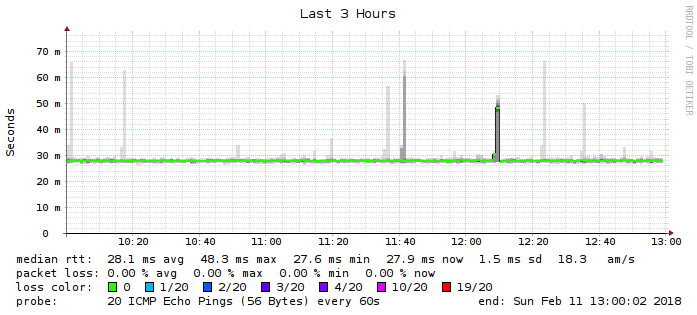 Last 3 Hours
RRDTOOL / TOBI OETIKER
Seconds
70 m
60 m
50 m
40 m
30 m
20 m
10 m
0
10:20 10:40 11:00 11:20 11:40 12:00 12:20 12:40 13:00
median rtt: 28.1 ms avg 48.3 ms max 27.6 ms min 27.9 ms now 1.5 ms sd 18.3 am/s
packet loss: 0.00 % avg 0.00 % max 0.00 % min 0.00 % now
loss color: 0 1/20 2/20 3/20 4/20 10/20 19/20
probe: 20 ICMP Echo Pings (56 Bytes) every 60s end: Sun Feb 11 13:00:02 2018